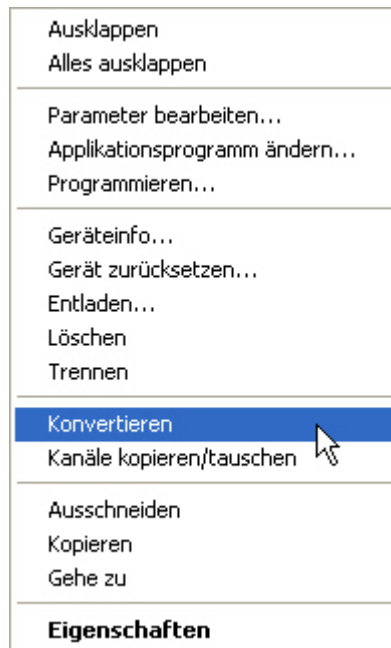 Ausklappen
Alles ausklappen
Parameter bearbeiten...
Applikationsprogramm ändern...
Programmieren...
Geräteinfo...
Gerät zurücksetzen...
Entladen...
Löschen
Trennen
Konvertieren
Kanäle kopieren/tauschen
Ausschneiden
Kopieren
Gehe zu
Eigenschaften